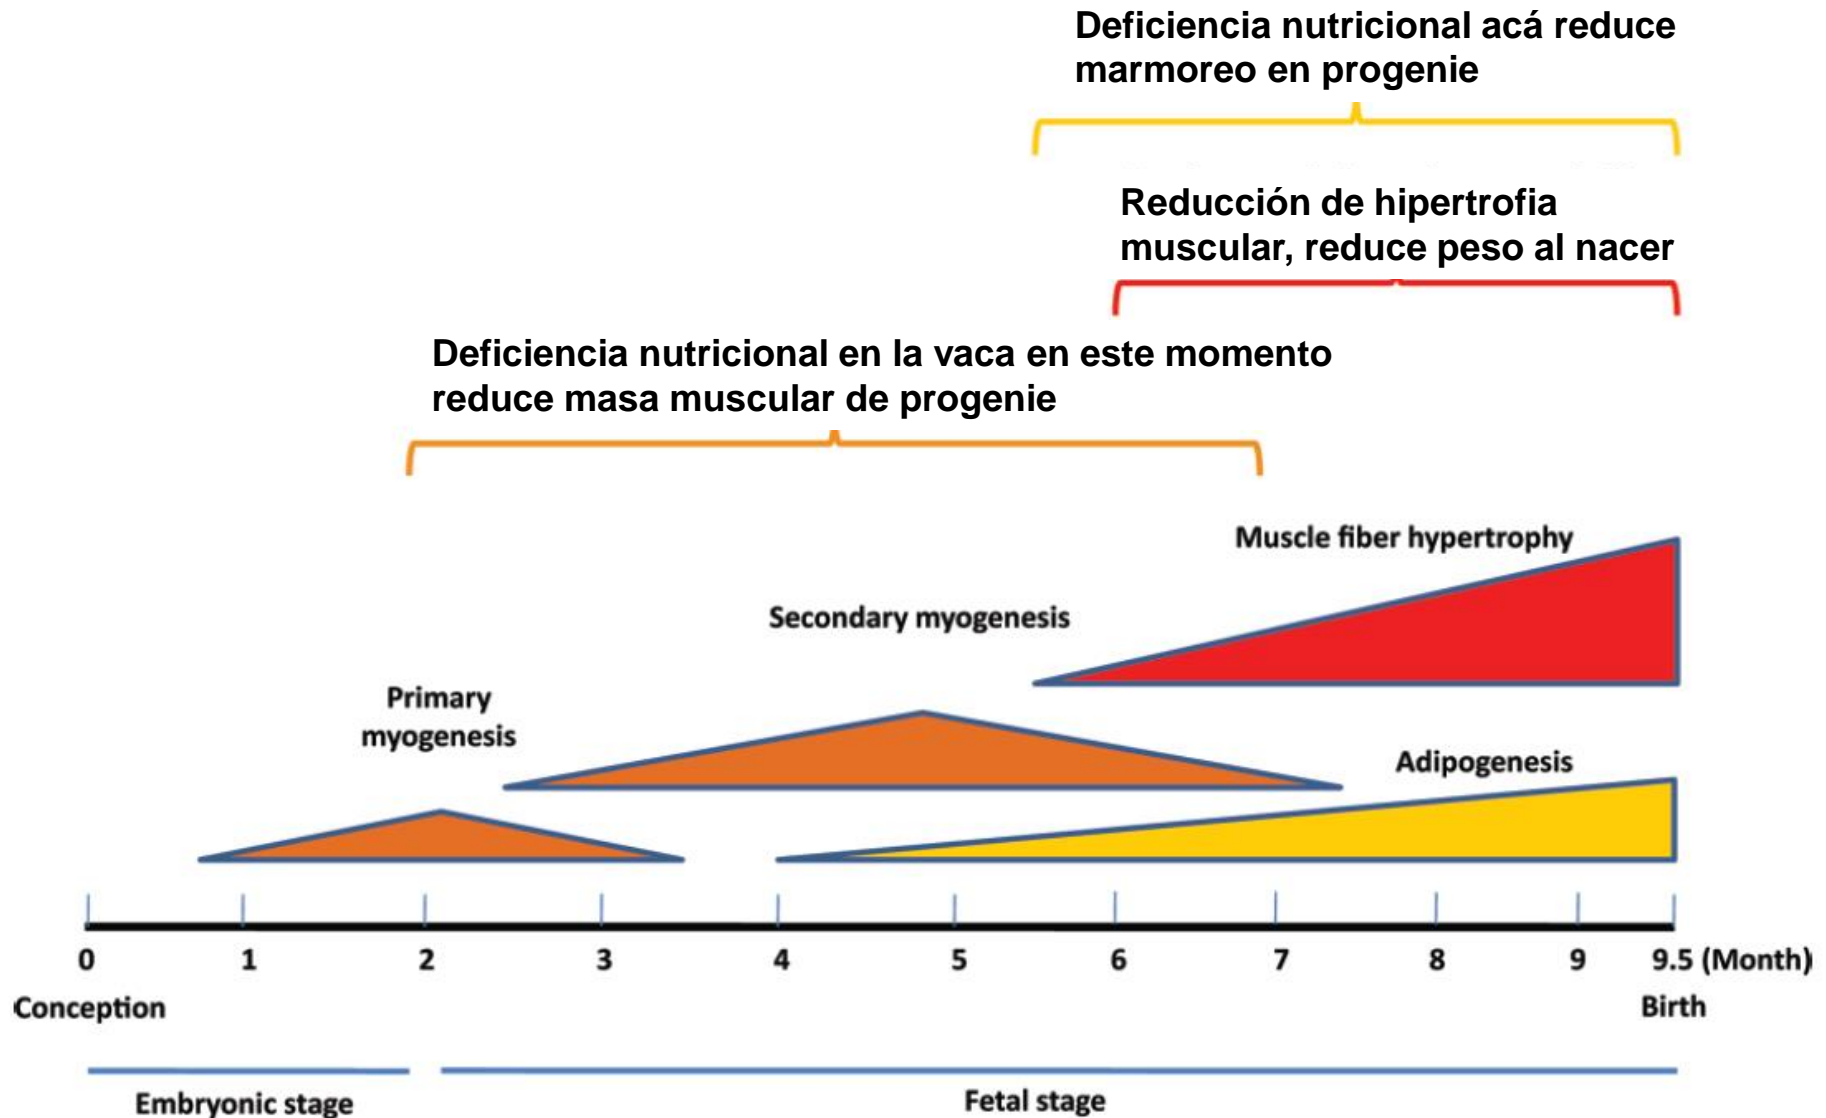 Deficiencia nutricional acá reduce
marmoreo en progenie
Reducción de hipertrofia
muscular, reduce peso al nacer
Deficiencia nutricional en la vaca en este momento
reduce masa muscular de progenie
Muscle fiber hypertrophy
Secondary myogenesis
Primary
myogenesis
Adipogenesis
0 1 2 3 4 5 6 7 8 9 9.5 (Month)
Conception Birth
Embryonic stage Fetal stage